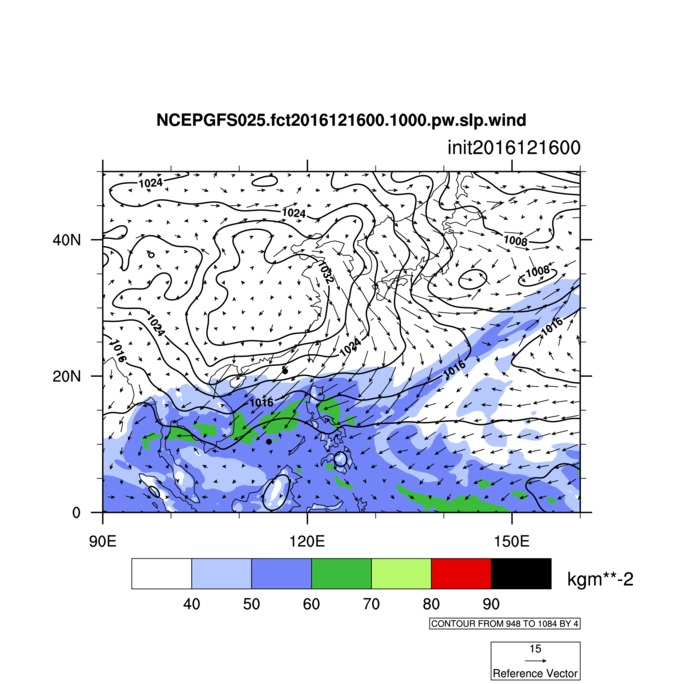 NCEPGFS025.fct2016121600.1000.pw.slp.wind
init2016121600
1024
1024
40N
1008
1032
1008
1024
1016
1016
1024
20N
1016
1016
0
90E 120E 150E
40 50 60 70 80 90
kgm**-2
CONTOUR FROM 948 TO 1084 BY 4
15
Reference Vector